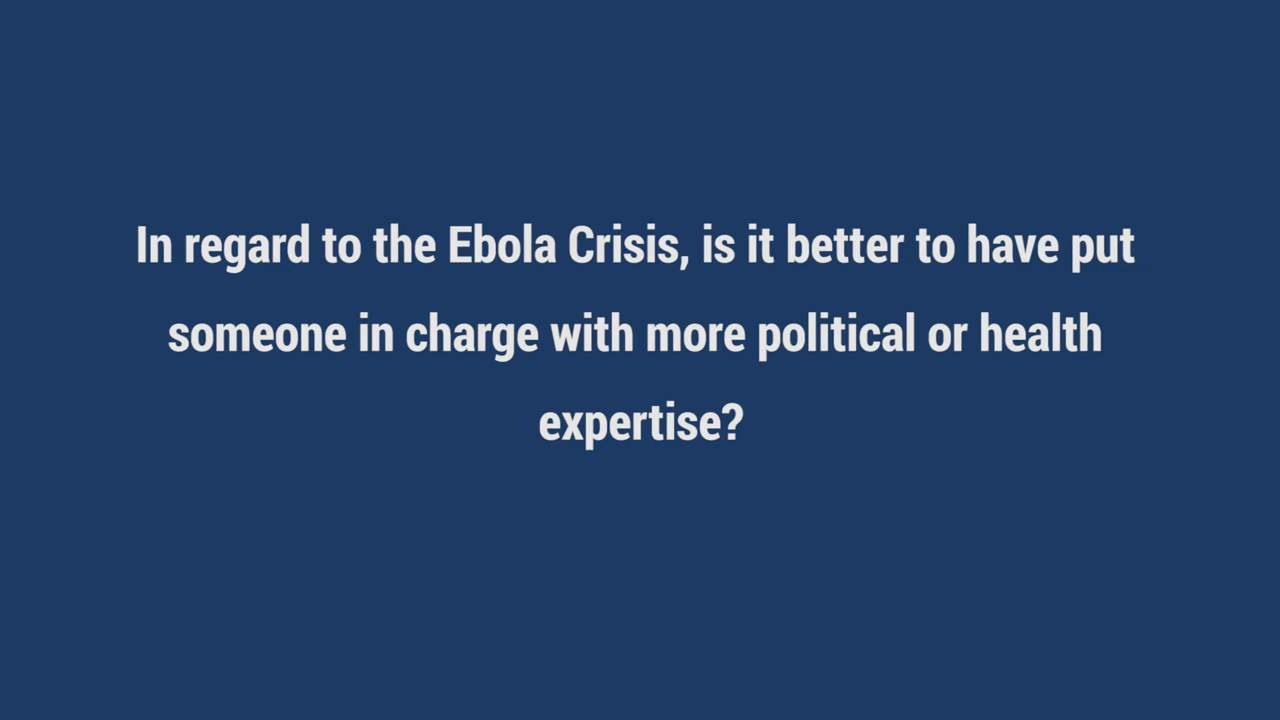 In regard to the Ebola Crisis, is it better to have put
someone in charge with more political or health
expertise?